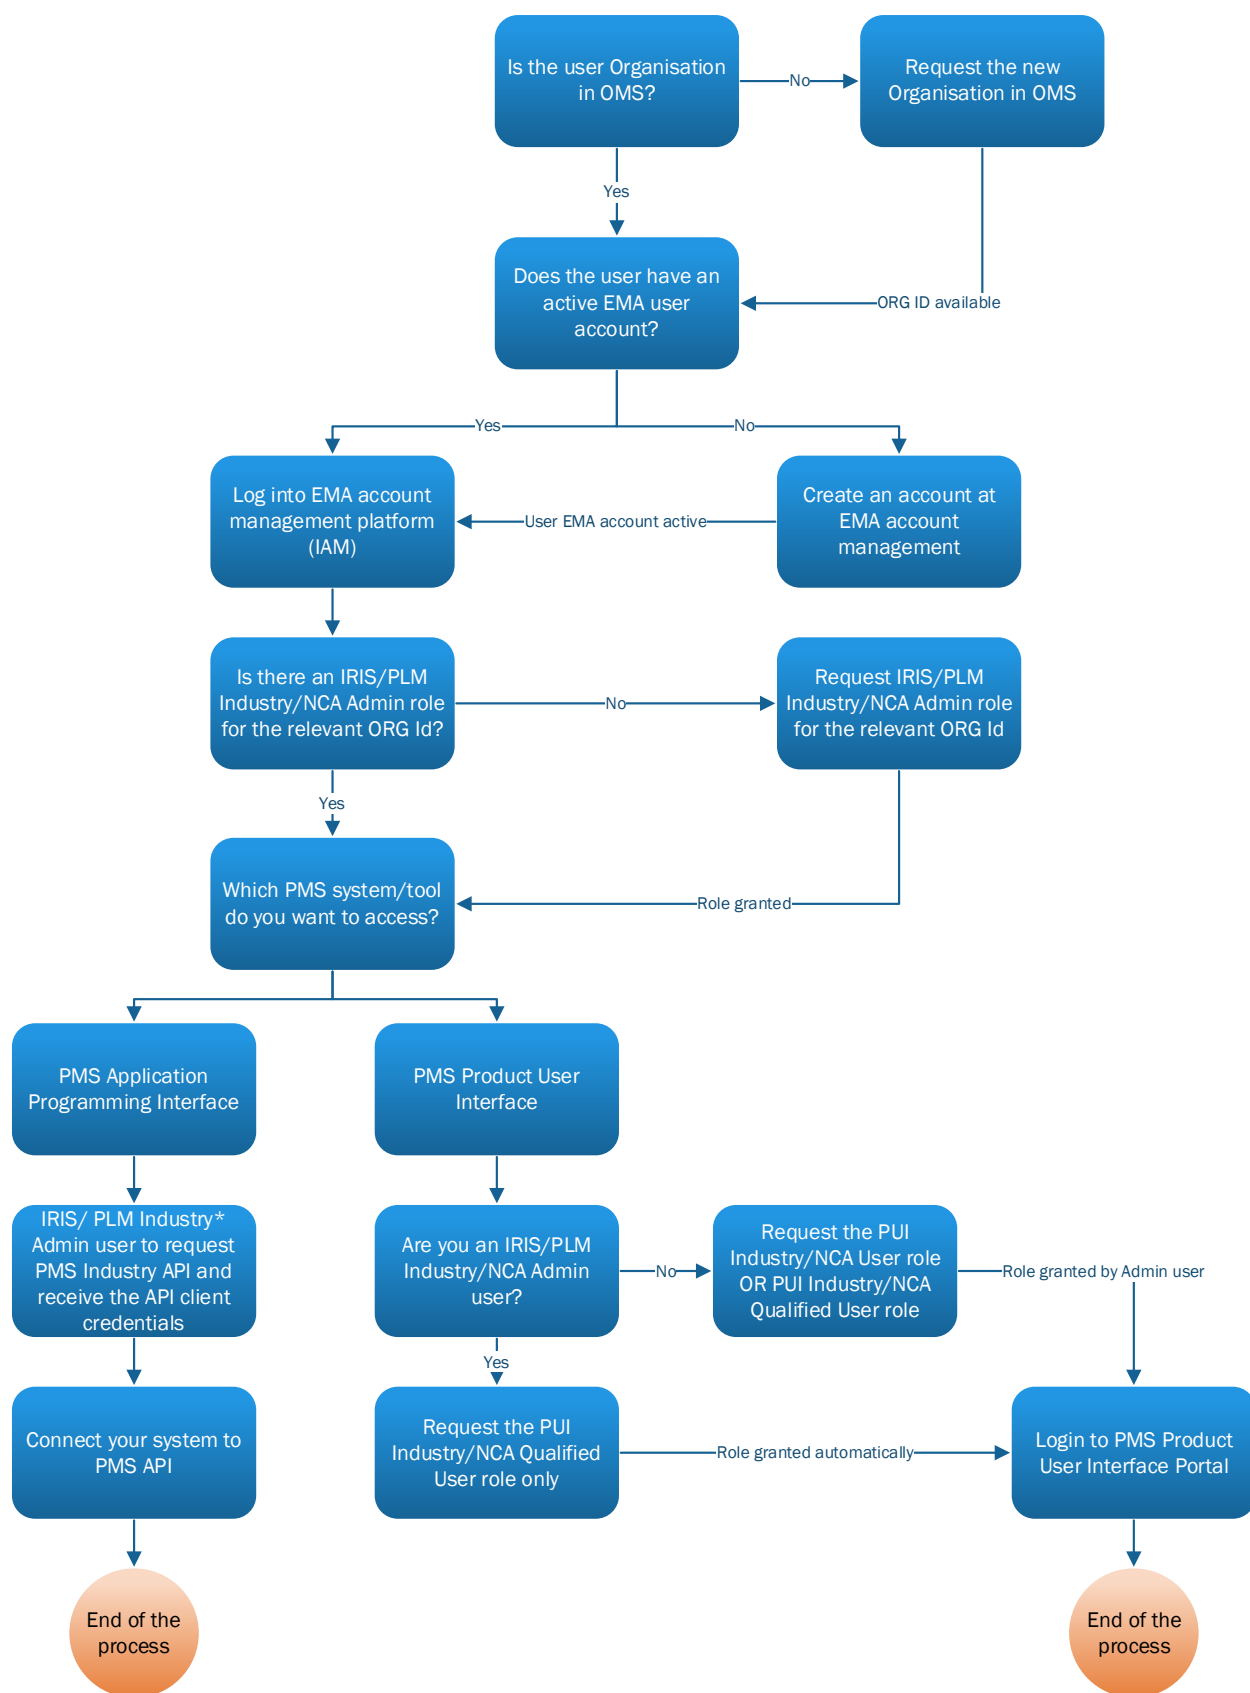 Is the user Organisation
in OMS?
No
Request the new
Organisation in OMS
Yes
Does the user have an
active EMA user
account?
ORG ID available
Yes
No
Log into EMA account
management platform
(IAM)
User EMA account active
Create an account at
EMA account
management
Is there an IRIS/PLM
Industry/NCA Admin role
for the relevant ORG Id?
No
Request IRIS/PLM
Industry/NCA Admin role
for the relevant ORG Id
Yes
Which PMS system/tool
do you want to access?
Role granted
PMS Application
Programming Interface
PMS Product User
Interface
IRIS/ PLM Industry*
Admin user to request
PMS Industry API and
receive the API client
credentials
Are you an IRIS/PLM
Industry/NCA Admin
user?
No
Request the PUI
Industry/NCA User role
OR PUI Industry/NCA
Qualified User role
Role granted by Admin user
Yes
Connect your system to
PMS API
Request the PUI
Industry/NCA Qualified
User role only
Role granted automatically
Login to PMS Product
User Interface Portal
End of the
process
End of the
process